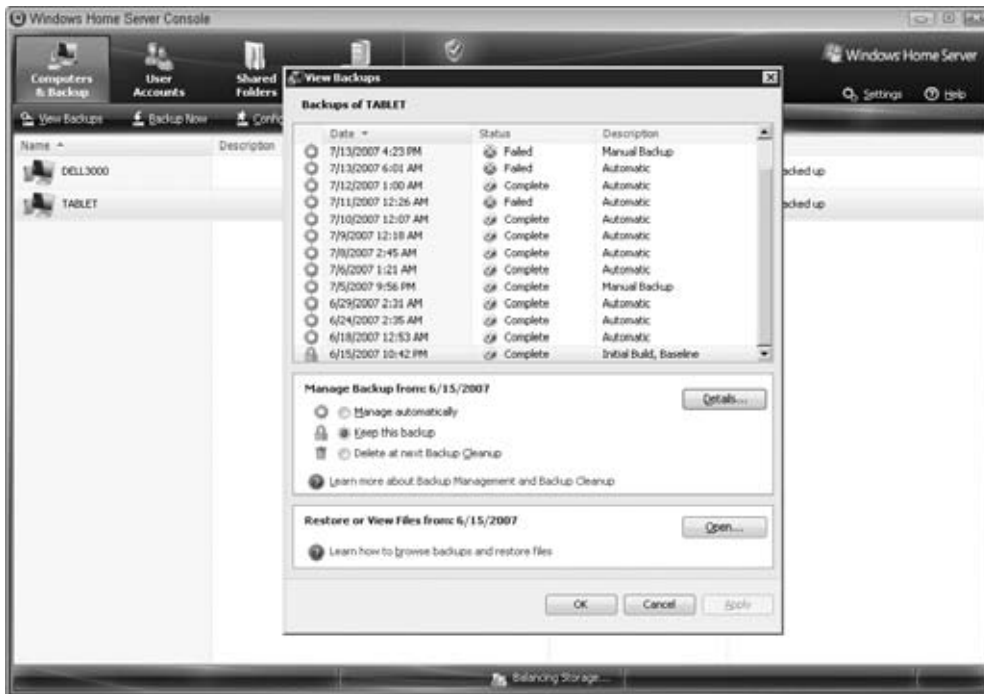 Windows Home Server Console
Computers & Backup
User Accounts
Shared Folders
Windows Home Server
Settings
Help
View Backups
Backup Now
Name
Description
DELL3000
TABLET
acked up
acked up
View Backups
Backups of TABLET
Date Status Description
7/13/2007 4:23 PM Failed Manual Backup
7/13/2007 6:01 AM Failed Automatic
7/12/2007 1:00 AM Complete Automatic
7/11/2007 12:26 AM Failed Automatic
7/10/2007 12:07 AM Complete Automatic
7/9/2007 12:18 AM Complete Automatic
7/8/2007 2:45 AM Complete Automatic
7/6/2007 1:21 AM Complete Automatic
7/5/2007 9:56 PM Complete Manual Backup
6/29/2007 2:31 AM Complete Automatic
6/24/2007 2:35 AM Complete Automatic
6/18/2007 12:53 AM Complete Automatic
6/15/2007 10:42 PM Complete Initial Build, Baseline
Manage Backup from: 6/15/2007
Details...
Manage automatically
Keep this backup
Delete at next Backup Cleanup
Learn more about Backup Management and Backup Cleanup
Restore or View Files from: 6/15/2007
Open...
Learn how to browse backups and restore files
OK
Cancel
Apply
Balancing Storage...